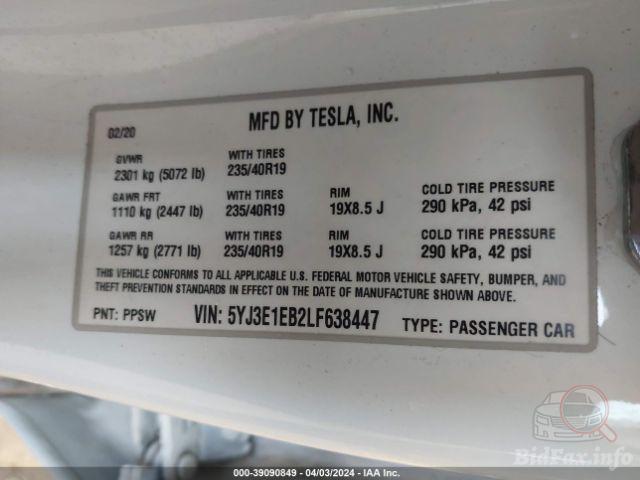 02/20 MFD BY TESLA, INC.
GVWR WITH TIRES
2301 kg (5072 lb) 235/40R19
GAWR FRT WITH TIRES RIM COLD TIRE PRESSURE
1110 kg (2447 lb) 235/40R19 19X8.5 J 290 kPa, 42 psi
GAWR RR WITH TIRES RIM COLD TIRE PRESSURE
1257 kg (2771 lb) 235/40R19 19X8.5 J 290 kPa, 42 psi
THIS VEHICLE CONFORMS TO ALL APPLICABLE U.S. FEDERAL MOTOR VEHICLE SAFETY, BUMPER, AND
THEFT PREVENTION STANDARDS IN EFFECT ON THE DATE OF MANUFACTURE SHOWN ABOVE.
PNT: PPSW VIN: 5YJ3E1EB2LF638447 TYPE: PASSENGER CAR
BidFax.info
000-39090849 - 04/03/2024 - IAA Inc.